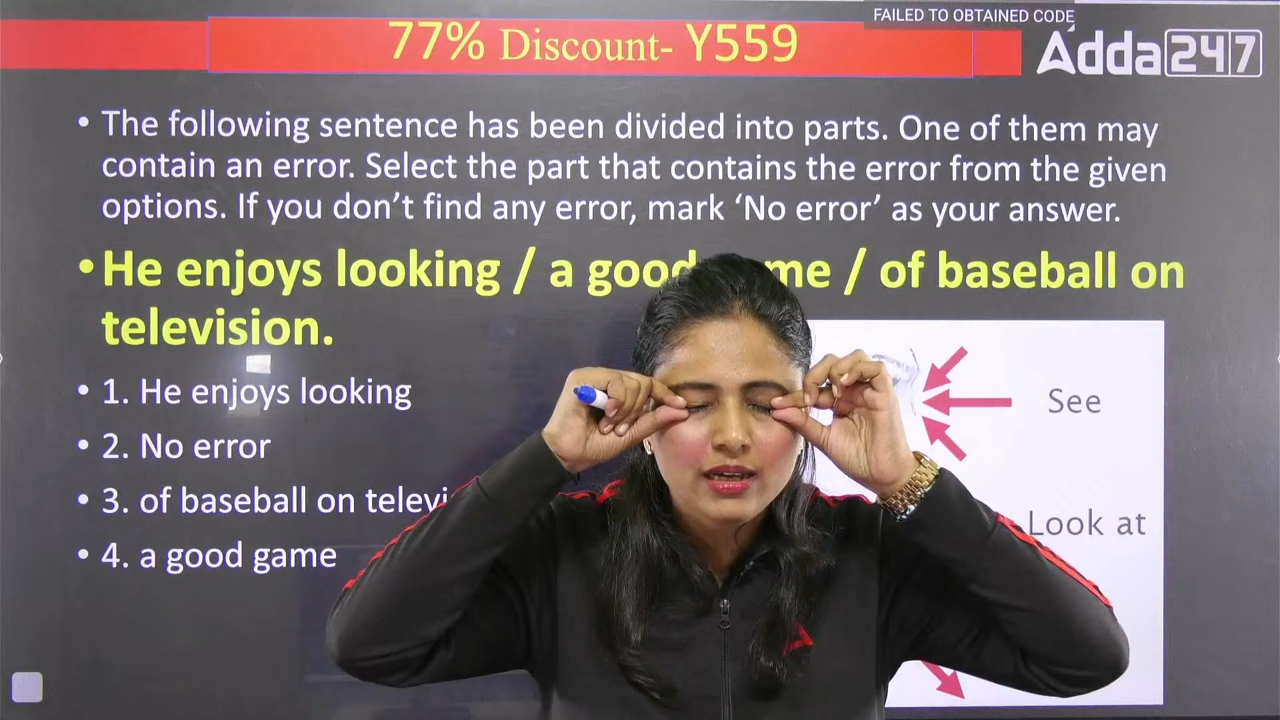 FAILED TO OBTAINED CODE
77% Discount- Y559
Adda247
• The following sentence has been divided into parts. One of them may
contain an error. Select the part that contains the error from the given
options. If you don’t find any error, mark ‘No error’ as your answer.
• He enjoys looking / a good me / of baseball on
television.
• 1. He enjoys looking
• 2. No error
• 3. of baseball on televi
• 4. a good game
See
Look at